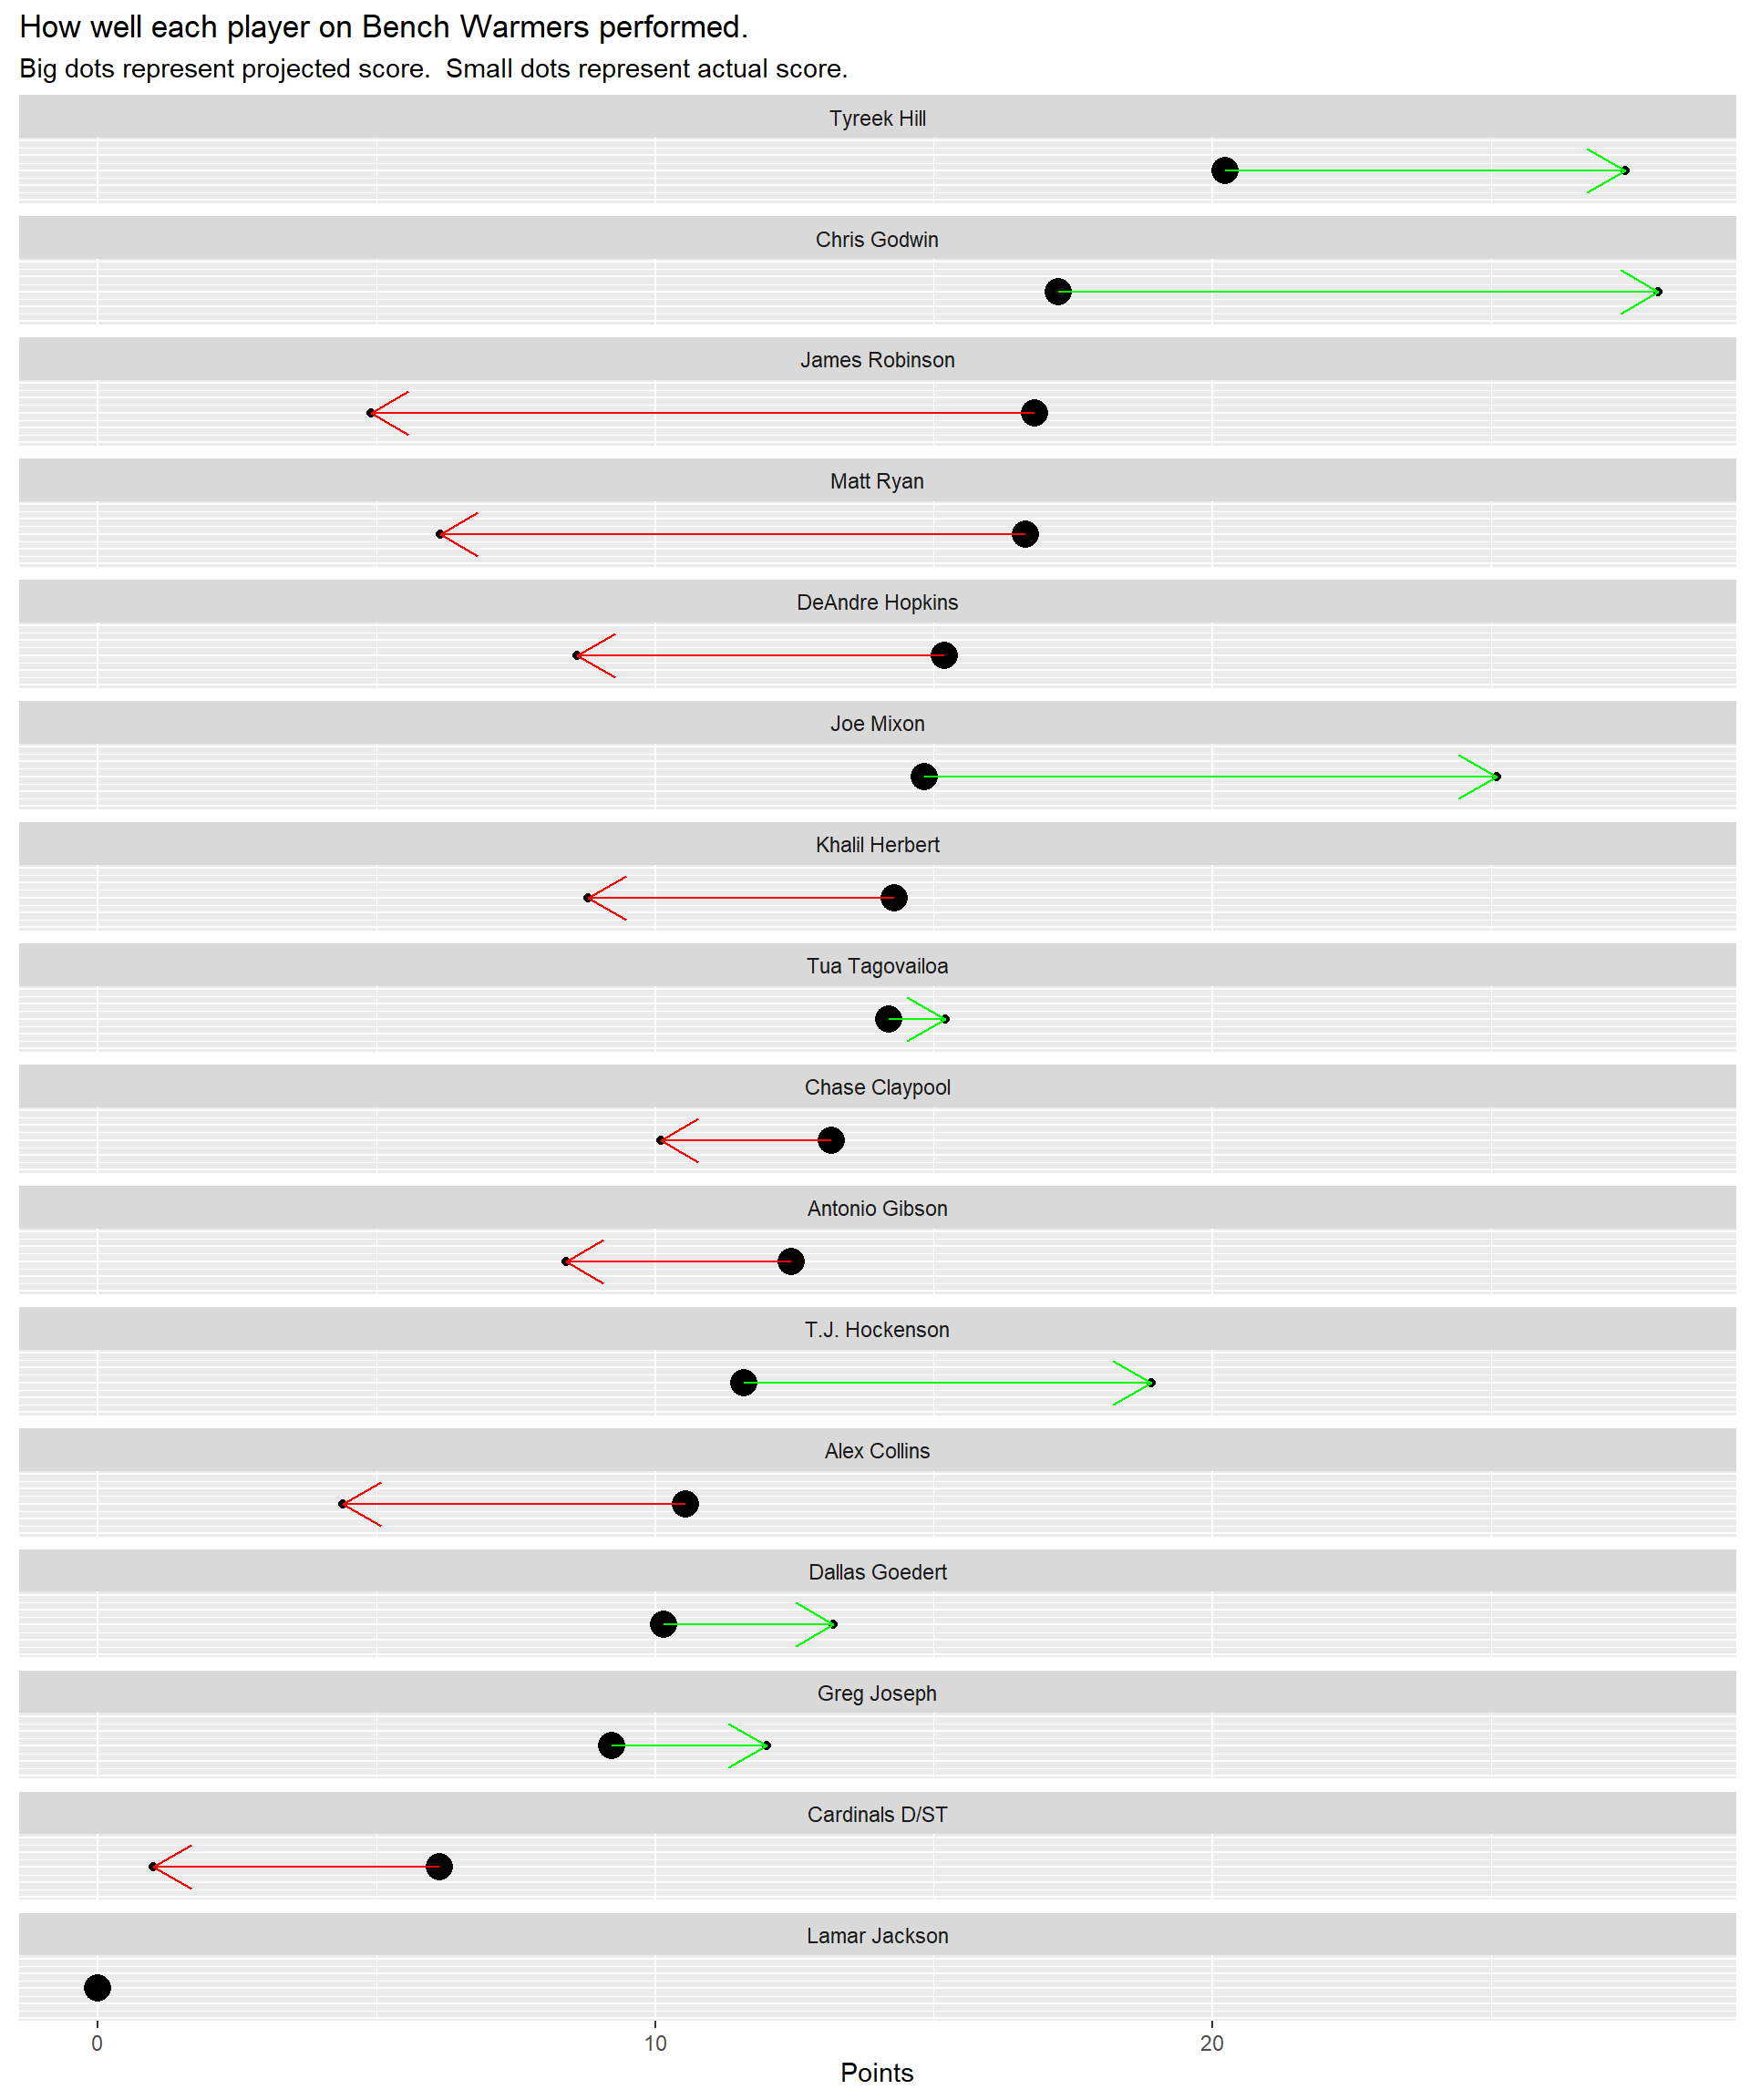 How well each player on Bench Warmers performed.
Big dots represent projected score.  Small dots represent actual score.
Tyreek Hill
Chris Godwin
James Robinson
Matt Ryan
DeAndre Hopkins
Joe Mixon
Khalil Herbert
Tua Tagovailoa
Chase Claypool
Antonio Gibson
T.J. Hockenson
Alex Collins
Dallas Goedert
Greg Joseph
Cardinals D/ST
Lamar Jackson
0 10 20
Points